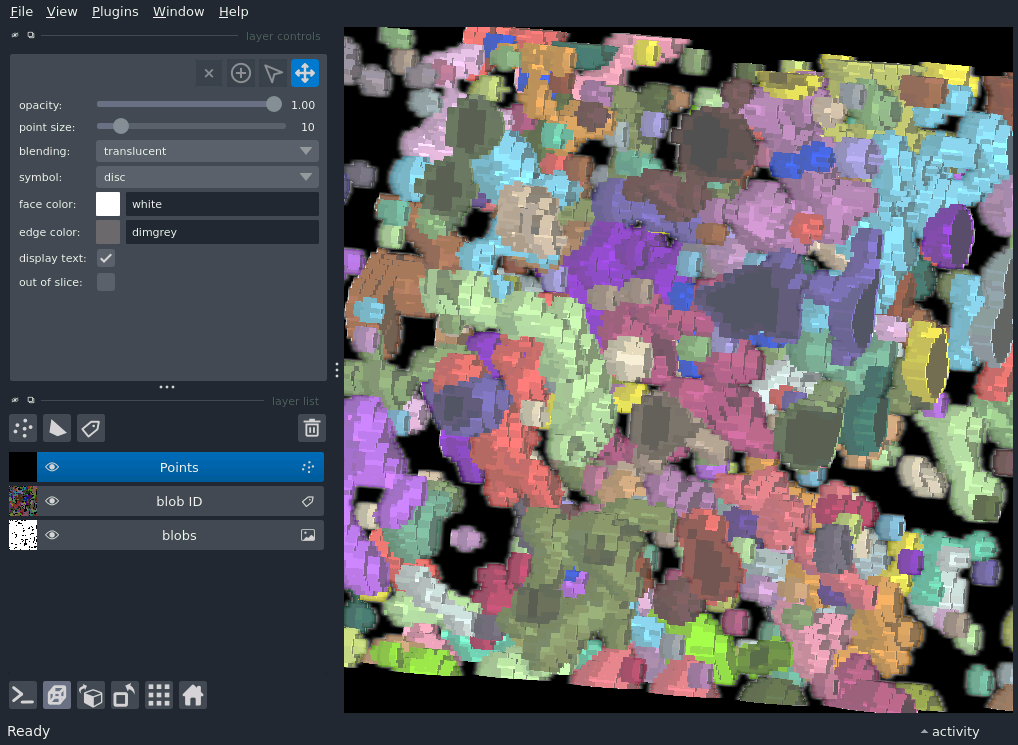 File View Plugins Window Help
layer controls
opacity: 1.00
point size: 10
blending: translucent
symbol: disc
face color: white
edge color: dimgrey
display text:
out of slice:
layer list
Points
blob ID
blobs
Ready activity